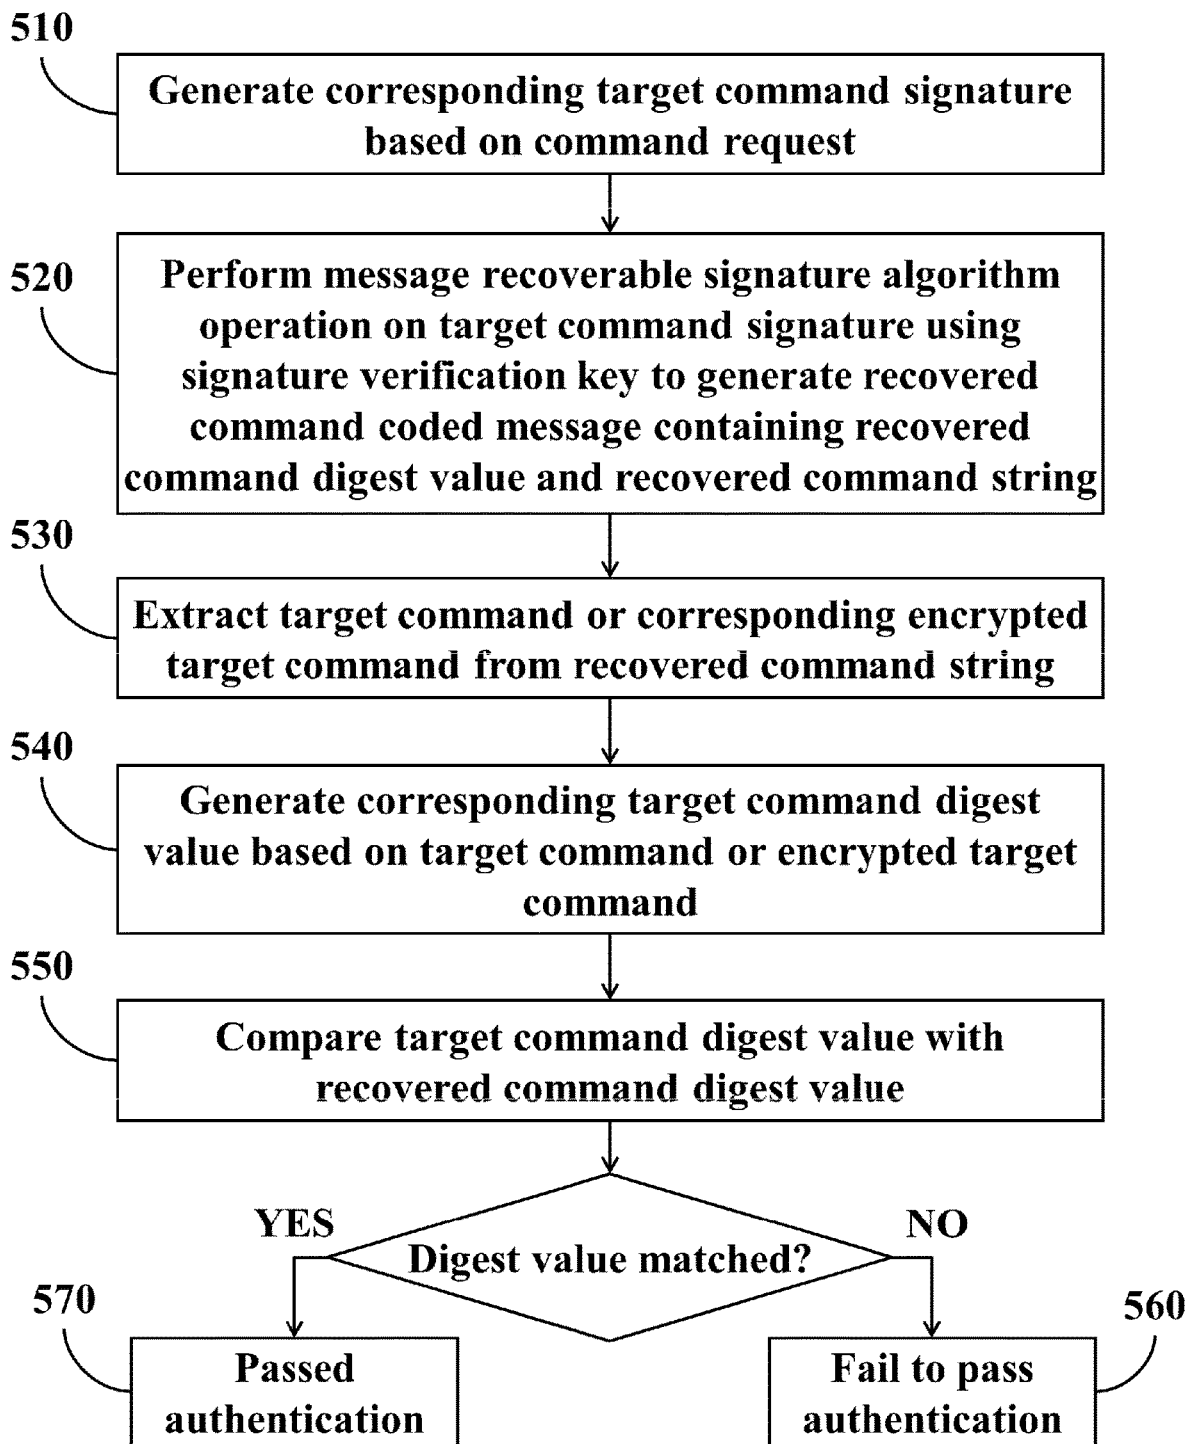 510
Generate corresponding target command signature
based on command request
520
Perform message recoverable signature algorithm
operation on target command signature using
signature verification key to generate recovered
command coded message containing recovered
command digest value and recovered command string
530
Extract target command or corresponding encrypted
target command from recovered command string
540
Generate corresponding target command digest
value based on target command or encrypted target
command
550
Compare target command digest value with
recovered command digest value
YES
NO
Digest value matched?
570
560
Passed
authentication
Fail to pass
authentication